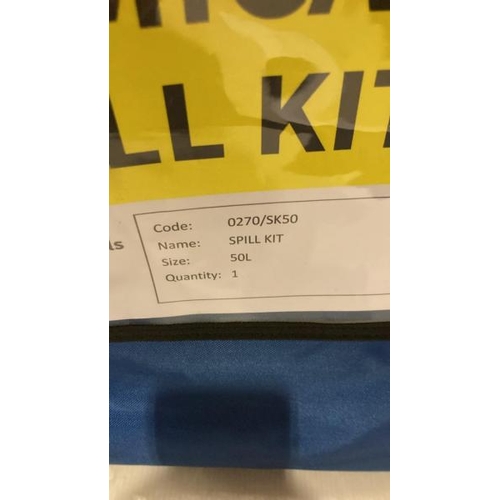 LL KIT
Code: 0270/SK50
Name: SPILL KIT
Size: 50L
Quantity: 1